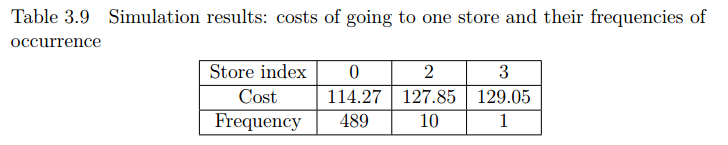 Table 3.9 Simulation results: costs of going to one store and their frequencies of
occurrence
Store index 0 2 3
Cost 114.27 127.85 129.05
Frequency 489 10 1